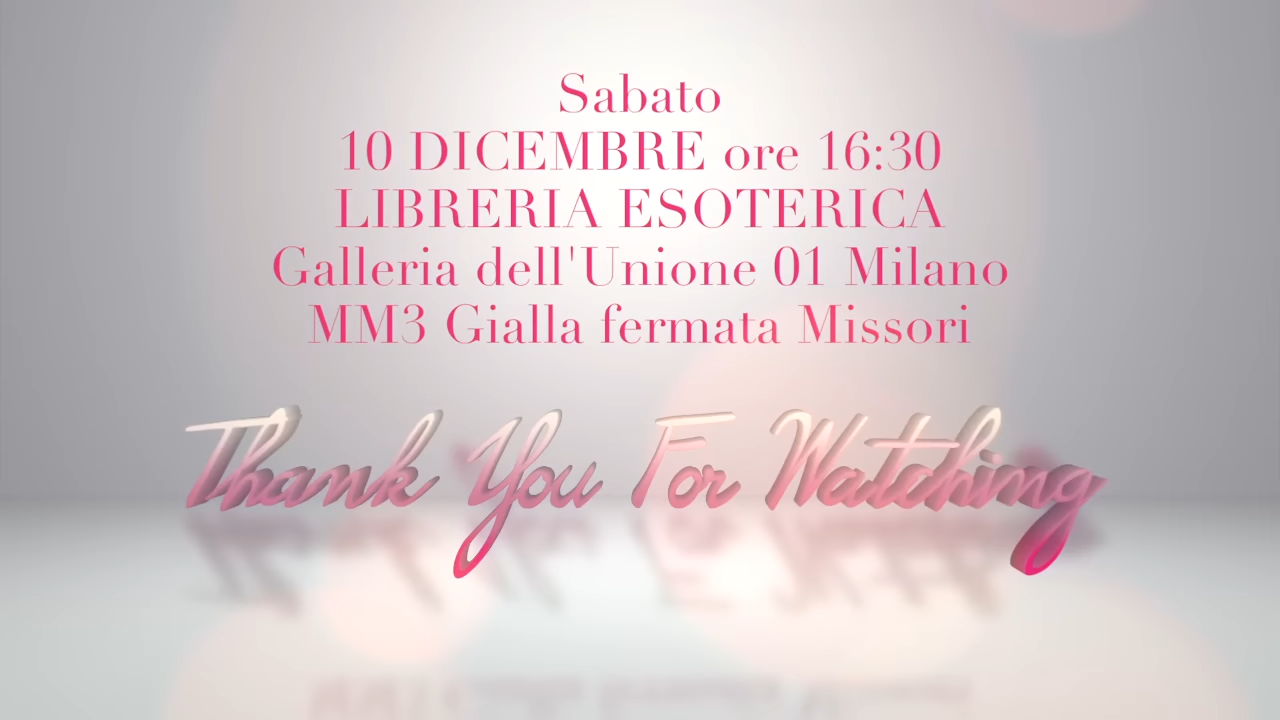 Sabato
10 DICEMBRE ore 16:30
LIBRERIA ESOTERICA
Galleria dell'Unione 01 Milano
MM3 Gialla fermata Missori
Thank You For Watching